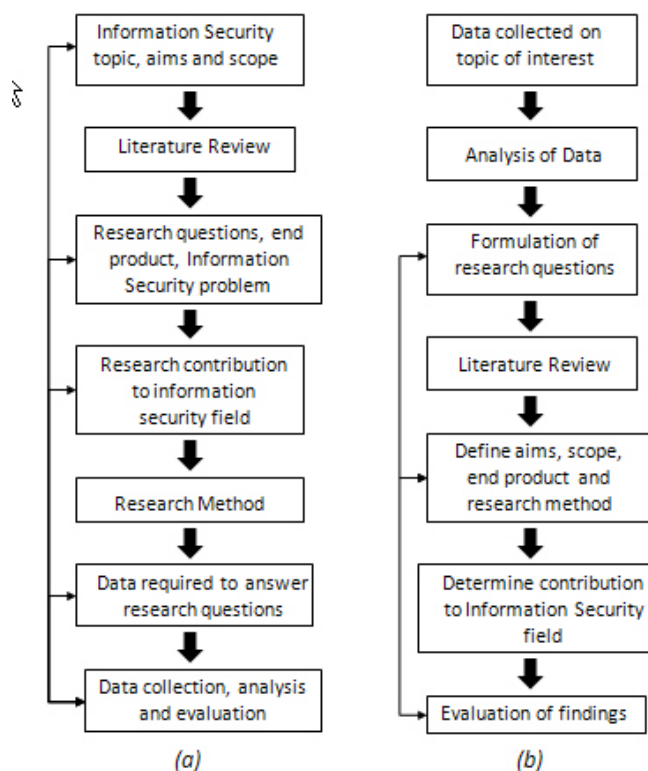 Information Security
topic, aims and scope
Literature Review
Research questions, end
product, Information
Security problem
Research contribution
to information
security field
Research Method
Data required to answer
research questions
Data collection, analysis
and evaluation
(a)
Data collected on
topic of interest
Analysis of Data
Formulation of
research questions
Literature Review
Define aims, scope,
end product and
research method
Determine contribution
to Information Security
field
Evaluation of findings
(b)